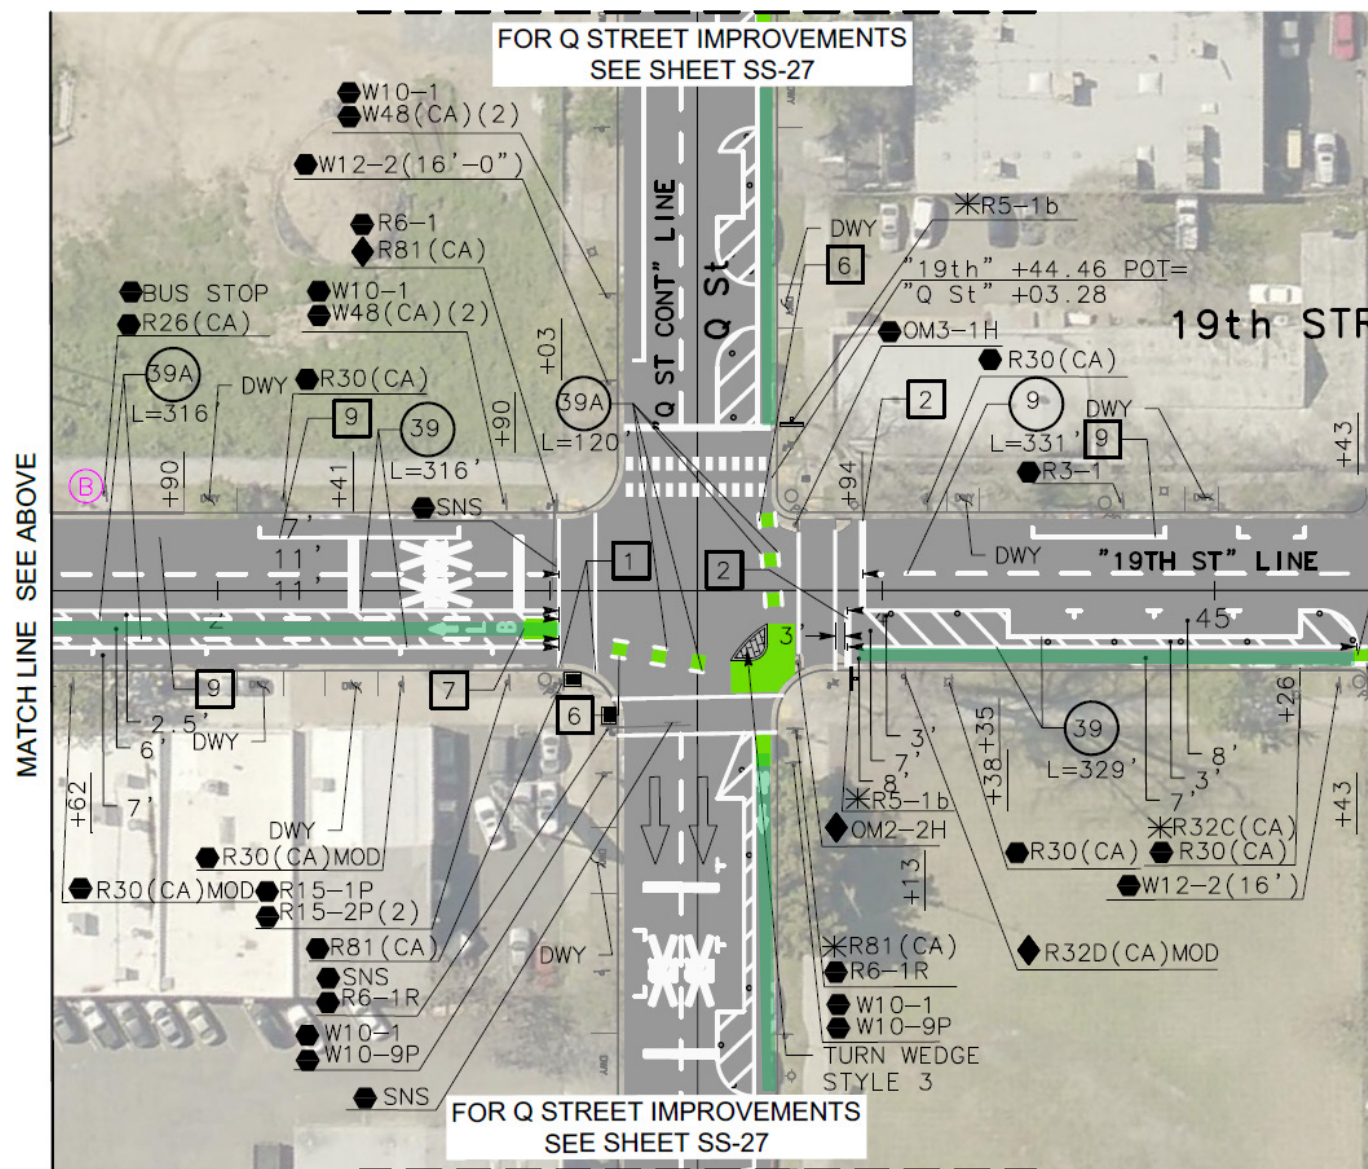 FOR Q STREET IMPROVEMENTS
SEE SHEET SS-27
W10-1
W48(CA)(2)
W12-2(16'-0")
R6-1
R81(CA)
W10-1
W48(CA)(2)
BUS STOP
R26(CA)
39A
L=316'
DWY
R30(CA)
9
39
L=316'
+90
+41
+90
+03
39A
L=120'
"Q ST CONT" LINE
Q St
DWY
DWY
6
R5-1b
"19th" +44.46 POT=
"Q St" +03.28
19th STR
OM3-1H
R30(CA)
2
9
L=331'
DWY
9
R3-1
+94
+43
DWY
"19TH ST" LINE
MATCH LINE SEE ABOVE
B
DWY
SNS
7'
11'
11'
1
2
3'
45
L
B
9
DWY
DWY
7
6
2.5'
6'
DWY
7'
+62
DWY
R30(CA)MOD
R30(CA)MOD
R15-1P
R15-2P(2)
R81(CA)
SNS
R6-1R
W10-1
W10-9P
SNS
DWY
DWY
DWY
3'
7'
8'
R5-1b
OM2-2H
+13
+38
+35
39
L=329'
8'
3'
7'
+26
+43
R32C(CA)
R30(CA)
R30(CA)
W12-2(16')
R32D(CA)MOD
R81(CA)
R6-1R
W10-1
W10-9P
TURN WEDGE
STYLE 3
FOR Q STREET IMPROVEMENTS
SEE SHEET SS-27